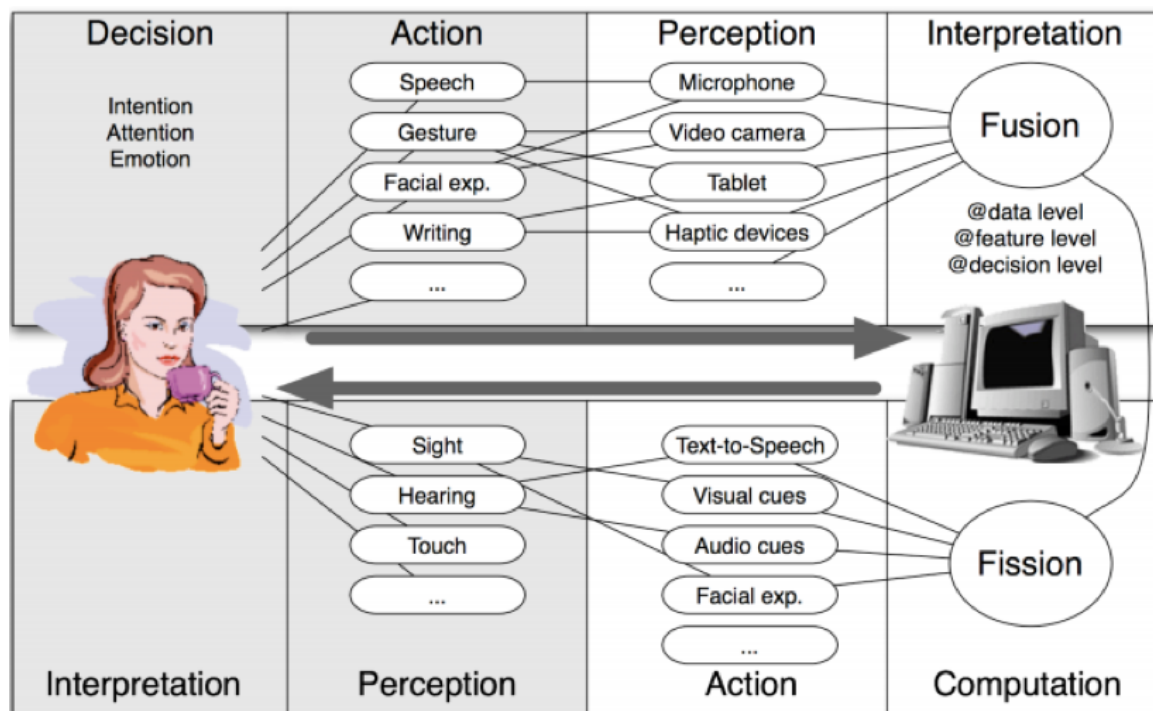 Decision
Action
Perception
Interpretation
Intention
Attention
Emotion
Speech
Gesture
Facial exp.
Writing
...
Microphone
Video camera
Tablet
Haptic devices
...
Fusion
@data level
@feature level
@decision level
Sight
Hearing
Touch
...
Text-to-Speech
Visual cues
Audio cues
Facial exp.
...
Fission
Interpretation
Perception
Action
Computation